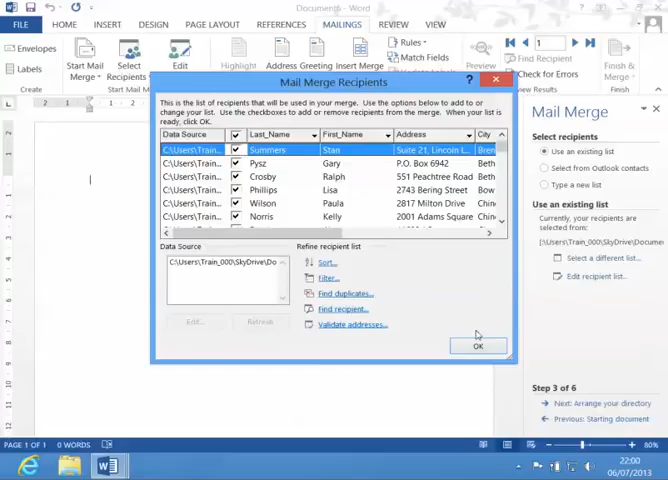 Documents - Word
FILE HOME INSERT DESIGN PAGE LAYOUT REFERENCES MAILINGS REVIEW VIEW
Envelopes
Labels
Create
Start Mail Merge
Select Recipients
Edit
Highlight
Address
Greeting
Insert Merge
Rules
Match Fields
Preview
1
Find Recipient
Check for Errors
Finish &
Merge
Finish
Mail Merge Recipients
This is the list of recipients that will be used in your merge. Use the options below to add to or
change your list. Use the checkboxes to add or remove recipients from the merge. When your list is
ready, click OK.
Data Source Last_Name First_Name Address City
C:\Users\Train... Summers Stan Suite 21, Lincoln L... Bren
C:\Users\Train... Pysz Gary P.O. Box 6942 Beth
C:\Users\Train... Crosby Ralph 551 Peachtree Road Beth
C:\Users\Train... Phillips Lisa 2743 Bering Street Bow
C:\Users\Train... Wilson Paula 2817 Milton Drive Chin
C:\Users\Train... Norris Kelly 2001 Adams Square Chin
Data Source
C:\Users\Train_000\SkyDrive\Do
Edit...
Refresh
Refine recipient list
Sort...
Filter...
Find duplicates...
Find recipient...
Validate addresses...
OK
Mail Merge
Select recipients
Use an existing list
Select from Outlook contacts
Type a new list
Use an existing list
Currently, your recipients are
selected from:
[C:\Users\Train_000\SkyDrive\Docume
Select a different list...
Edit recipient list...
Step 3 of 6
Next: Arrange your directory
Previous: Starting document
PAGE 1 OF 1 0 WORDS
80%
22:00
06/07/2013